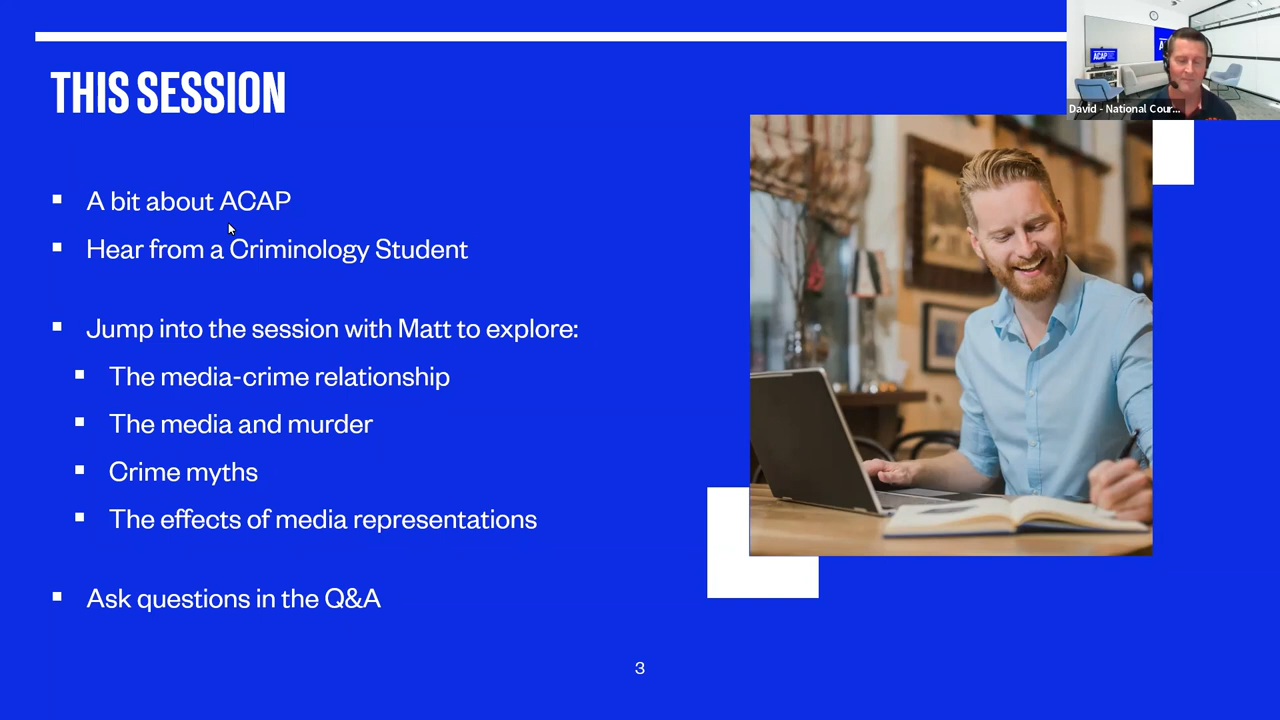 THIS SESSION
A bit about ACAP
Hear from a Criminology Student
Jump into the session with Matt to explore:
The media-crime relationship
The media and murder
Crime myths
The effects of media representations
Ask questions in the Q&A
3
ACAP
David - National Cour...